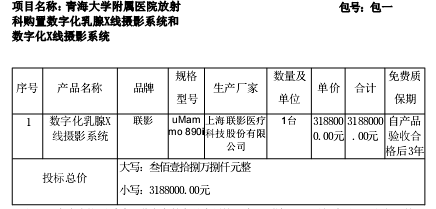 项目名称：青海大学附属医院放射 包号：包一
科购置数字化乳腺X线摄影系统和
数字化X线摄影系统
序号 产品名称 品牌 规格型号 生产厂家 数量及单位 单价 合计 免费质保期
1 数字化乳腺X线摄影系统 联影 uMammo 890i 上海联影医疗科技股份有限公司 1台 3188000.00元 3188000.00元 自产品验收合格后3年
投标总价 大写：叁佰壹拾捌万捌仟元整
小写：3188000.00元